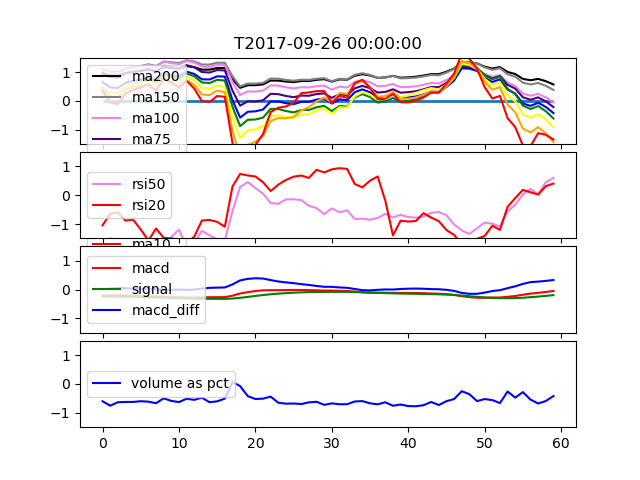 T2017-09-26 00:00:00
1
0
−1
ma200
ma150
ma100
ma75
1
0
−1
rsi50
rsi20
ma10
1
0
−1
macd
signal
macd_diff
1
0
−1
volume as pct
0 10 20 30 40 50 60